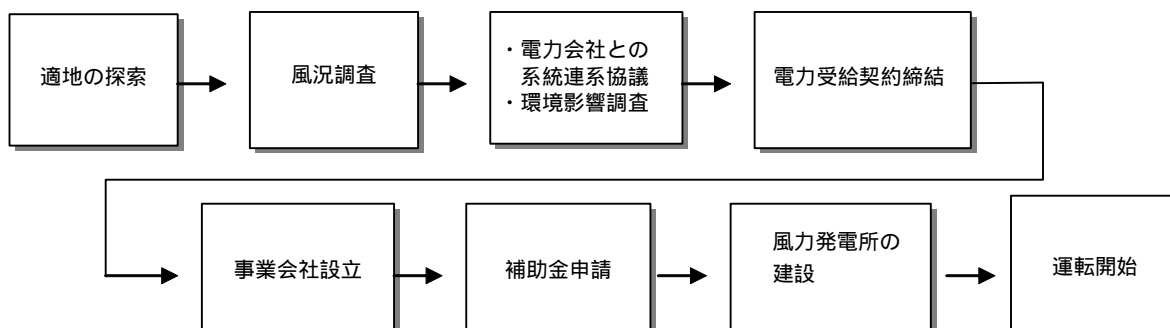 適地の探索
風況調査
・電力会社との
系統連系協議
・環境影響調査
電力受給契約締結
事業会社設立
補助金申請
風力発電所の
建設
運転開始